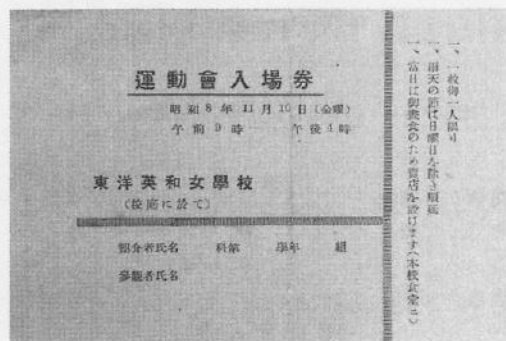 運動會入場券
昭和8年11月10日(金曜)
午前9時 午後4時
東洋英和女學校
(校庭に於て)
紹介者氏名 科第 學年 組
參觀者氏名
一、一枚御一人限り
一、雨天の節は日曜日を除き順延
一、當日は御晝食のため賣店を設けます(本校食堂に)